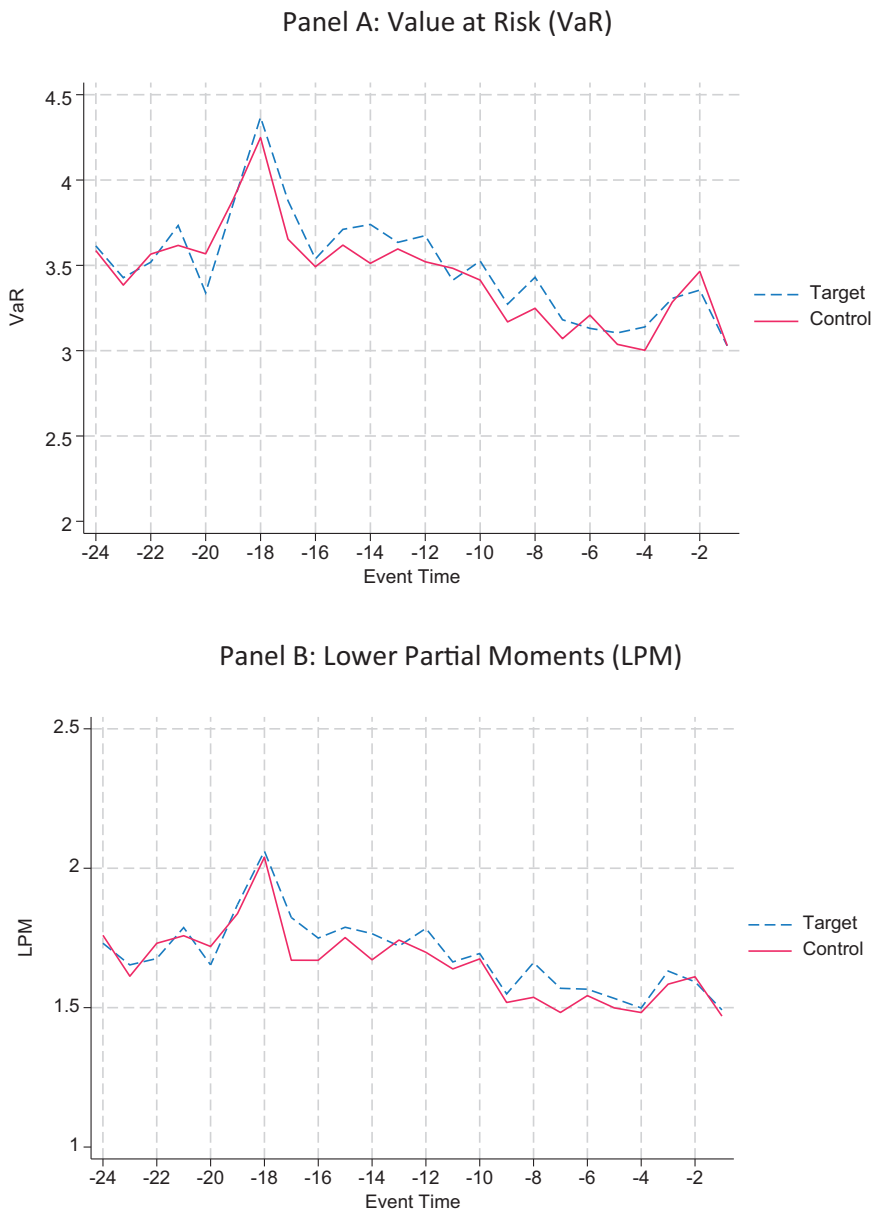 Panel A: Value at Risk (VaR)
4.5
4
3.5
3
2.5
2
VaR
-24 -22 -20 -18 -16 -14 -12 -10 -8 -6 -4 -2
Event Time
Target
Control
Panel B: Lower Partial Moments (LPM)
2.5
2
1.5
1
LPM
-24 -22 -20 -18 -16 -14 -12 -10 -8 -6 -4 -2
Event Time
Target
Control